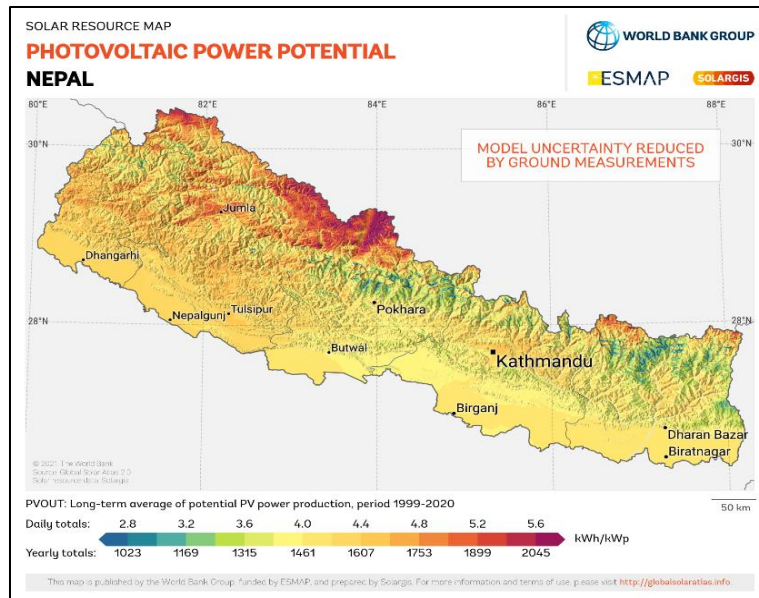 SOLAR RESOURCE MAP
PHOTOVOLTAIC POWER POTENTIAL
NEPAL
WORLD BANK GROUP
ESMAP SOLARGIS
80°E 82°E 84°E 86°E 88°E
30°N 30°N
MODEL UNCERTAINTY REDUCED
BY GROUND MEASUREMENTS
Jumla
Dhangarhi
28°N 28°N
Nepalgunj Tulsipur
Pokhara
Butwal
Kathmandu
Birganj
Dharan Bazar
Biratnagar
© 2021 The World Bank
Source: Global Solar Atlas 2.0
Solar resource data: Solargis
PVOUT: Long-term average of potential PV power production, period 1999-2020
50 km
Daily totals: 2.8 3.2 3.6 4.0 4.4 4.8 5.2 5.6
kWh/kWp
Yearly totals: 1023 1169 1315 1461 1607 1753 1899 2045
This map is published by the World Bank Group, funded by ESMAP, and prepared by Solargis. For more information and terms of use, please visit http://globalsolaratlas.info.